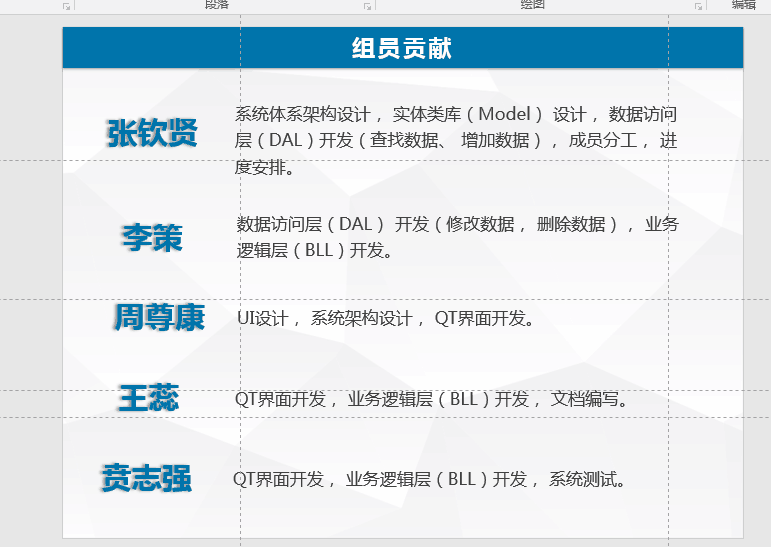 段落 绘图 编辑
组员贡献
张钦贤
系统体系架构设计， 实体类库（Model） 设计， 数据访问
层（DAL）开发（查找数据、 增加数据）， 成员分工， 进
度安排。
李策
数据访问层（DAL） 开发（修改数据， 删除数据）， 业务
逻辑层（BLL）开发。
周尊康
UI设计， 系统架构设计， QT界面开发。
王蕊
QT界面开发， 业务逻辑层（BLL）开发， 文档编写。
贲志强
QT界面开发， 业务逻辑层（BLL）开发， 系统测试。